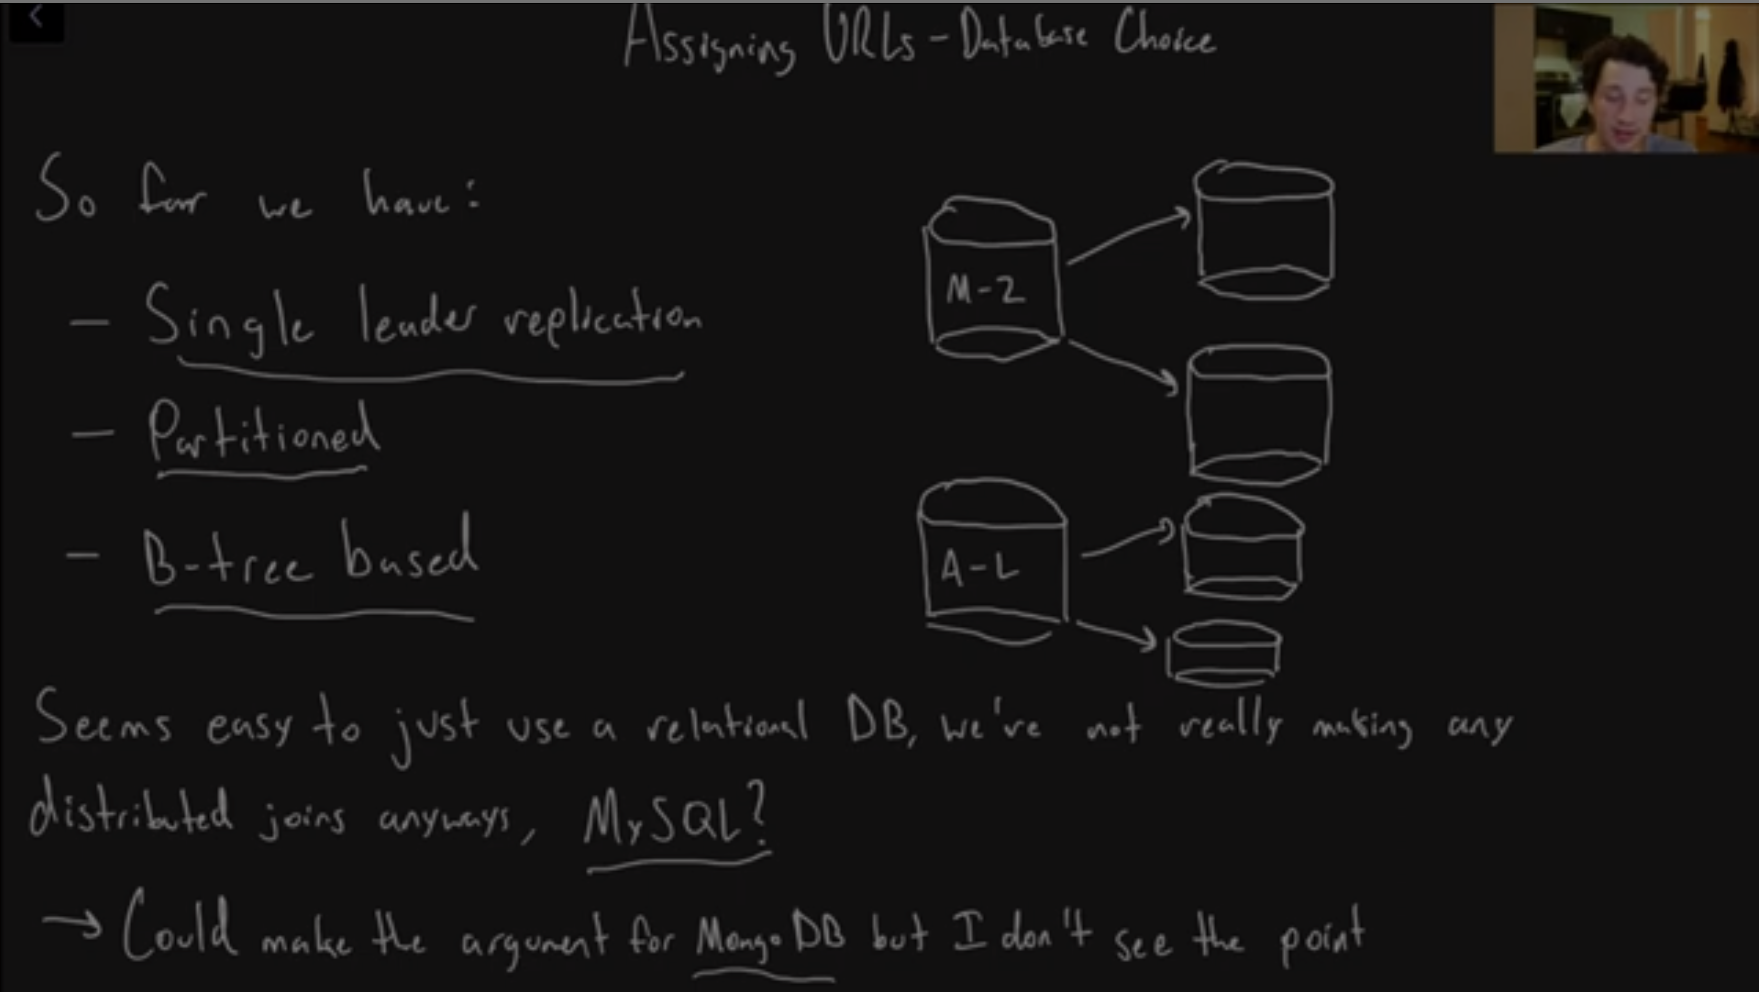 Assigning URLs - Database Choice
So far we have:
- Single leader replication
- Partitioned
- B-tree based
M-Z
A-L
Seems easy to just use a relational DB, we're not really making any
distributed joins anyways, MySQL?
→ Could make the argument for MongoDB but I don't see the point